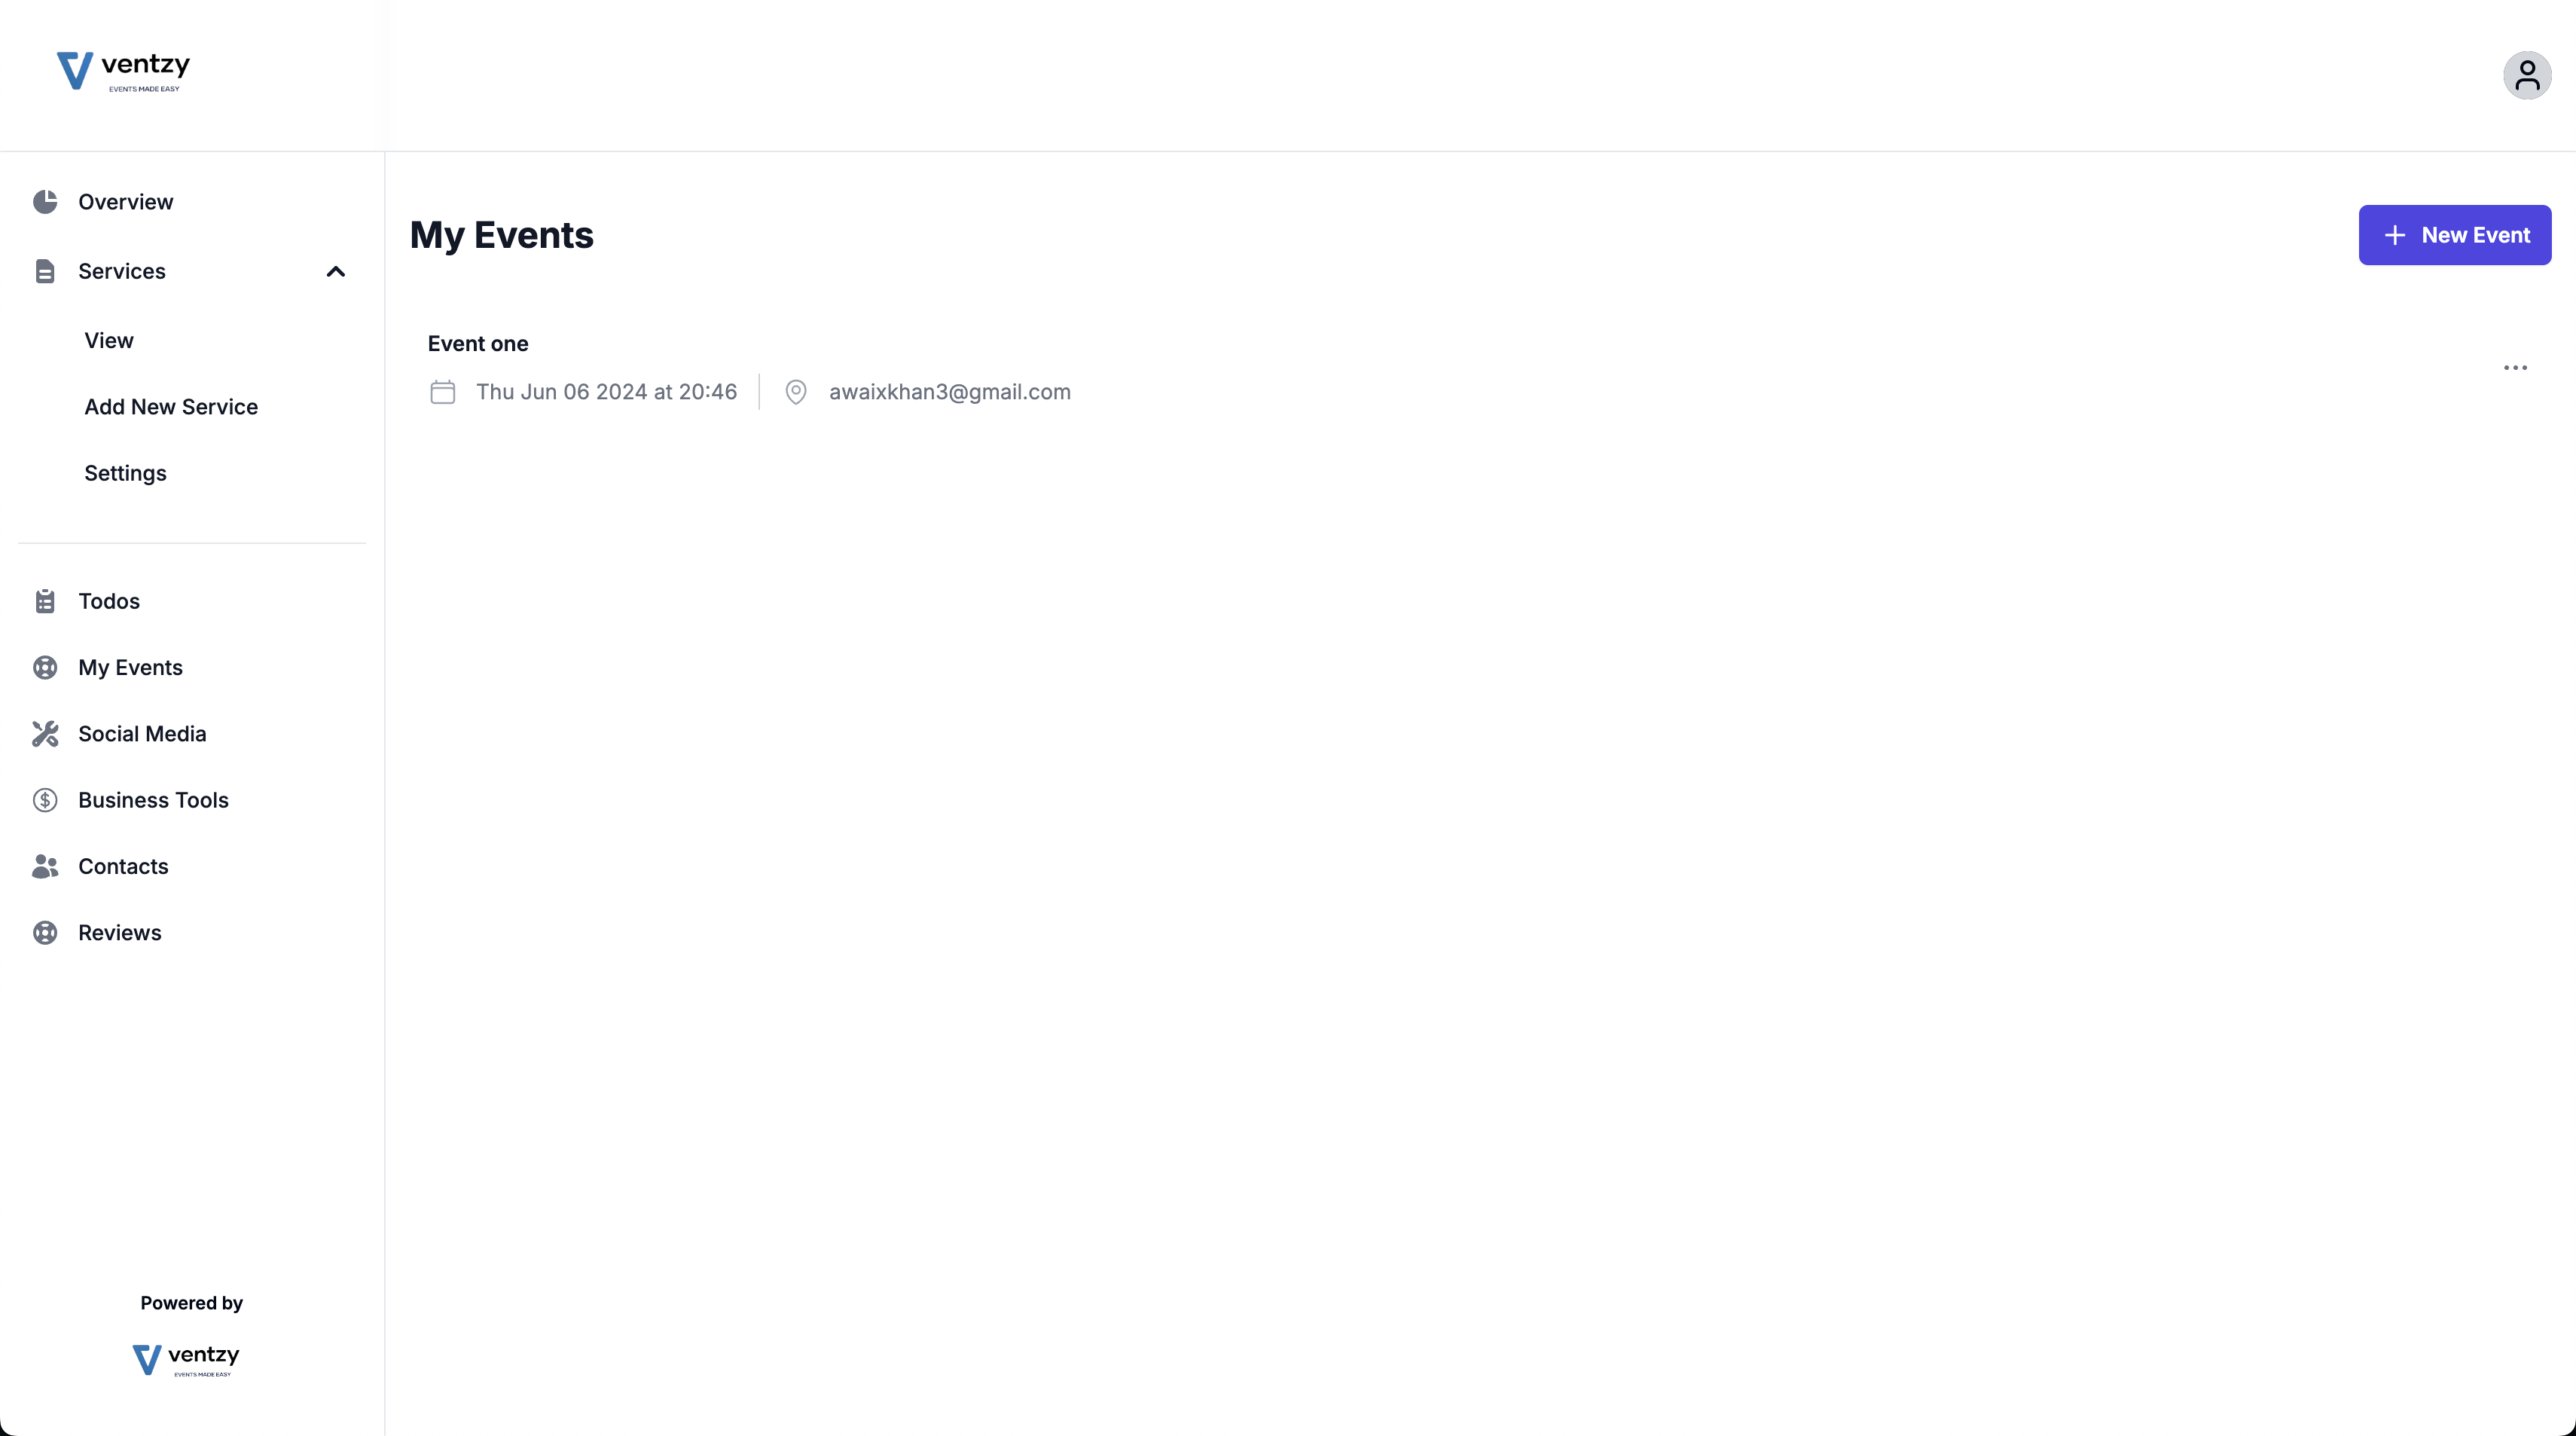 ventzy
EVENTS MADE EASY
Overview
Services
View
Add New Service
Settings
Todos
My Events
Social Media
Business Tools
Contacts
Reviews
Powered by
ventzy
EVENTS MADE EASY
My Events
New Event
Event one
Thu Jun 06 2024 at 20:46
awaixkhan3@gmail.com